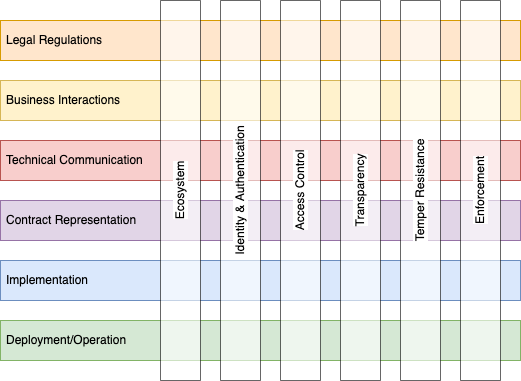 Legal Regulations
Business Interactions
Technical Communication
Contract Representation
Implementation
Deployment/Operation
Ecosystem
Identity & Authentication
Access Control
Transparency
Temper Resistance
Enforcement